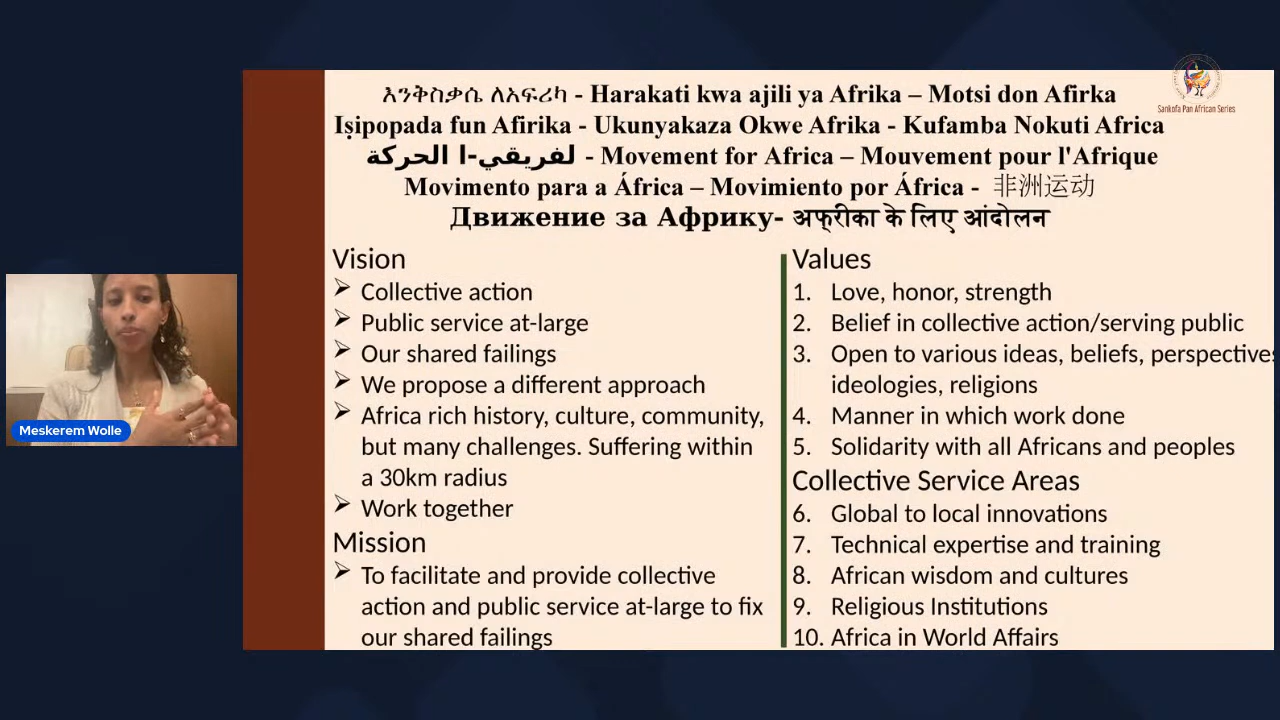 እንቅስቃሴ ለአፍሪካ - Harakati kwa ajili ya Afrika – Motsi don Afirka
Iṣipopada fun Afirika - Ukunyakaza Okwe Afrika - Kufamba Nokuti Africa
لفريقي-ا الحركة - Movement for Africa – Mouvement pour l'Afrique
Movimento para a África – Movimiento por África - 非洲运动
Движение за Африку- अफ्रीका के लिए आंदोलन
Sankofa Pan African Series
Vision
➢ Collective action
➢ Public service at-large
➢ Our shared failings
➢ We propose a different approach
➢ Africa rich history, culture, community,
but many challenges. Suffering within
a 30km radius
➢ Work together
Mission
➢ To facilitate and provide collective
action and public service at-large to fix
our shared failings
Values
1. Love, honor, strength
2. Belief in collective action/serving public
3. Open to various ideas, beliefs, perspectives
ideologies, religions
4. Manner in which work done
5. Solidarity with all Africans and peoples
Collective Service Areas
6. Global to local innovations
7. Technical expertise and training
8. African wisdom and cultures
9. Religious Institutions
10. Africa in World Affairs
Meskerem Wolle